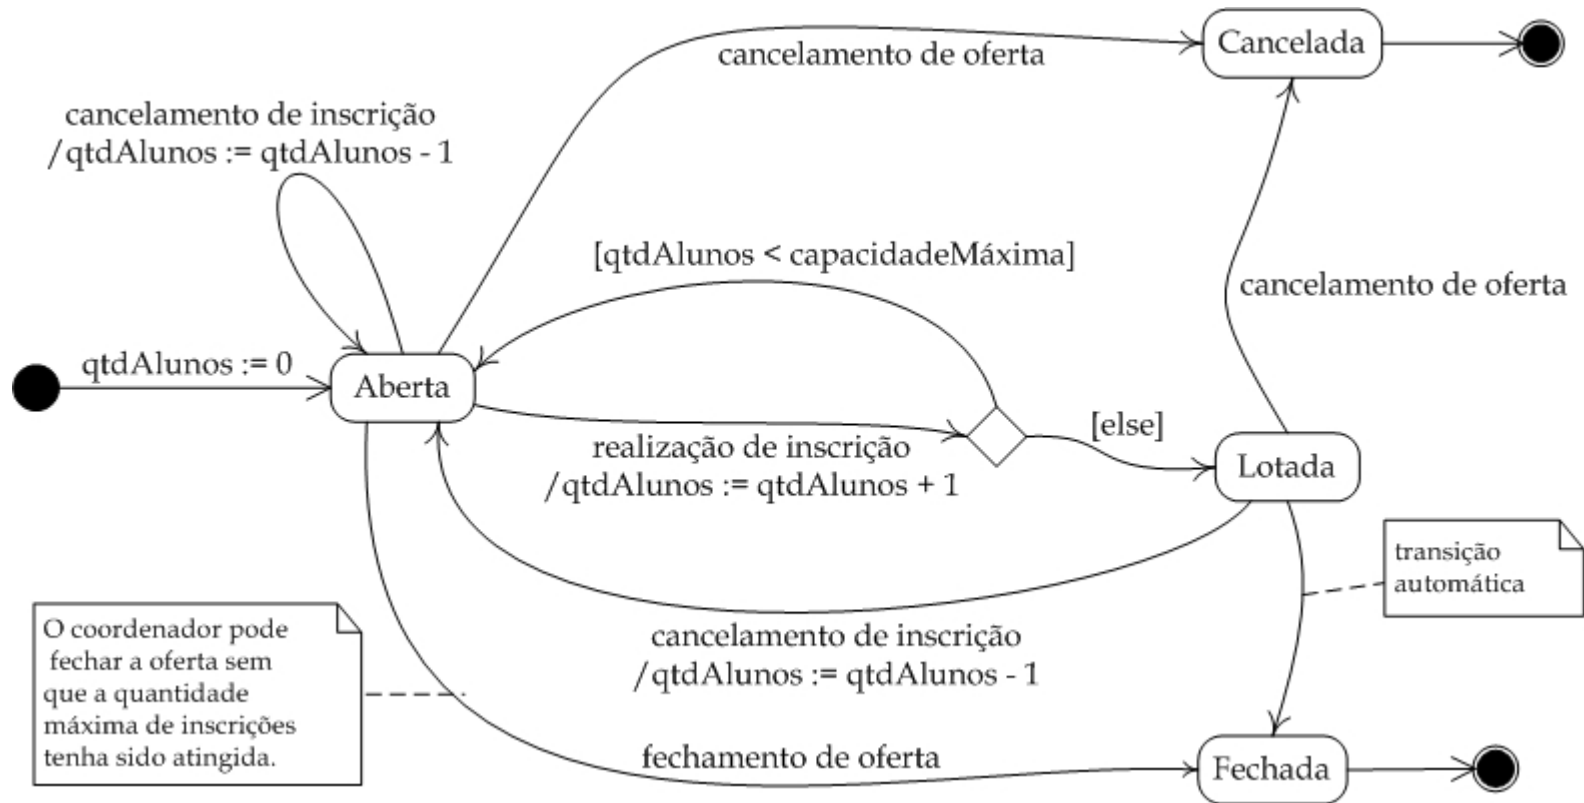 Cancelada
cancelamento de oferta
cancelamento de inscrição
/qtdAlunos := qtdAlunos - 1
[qtdAlunos < capacidadeMáxima]
cancelamento de oferta
qtdAlunos := 0
Aberta
[else]
realização de inscrição
/qtdAlunos := qtdAlunos + 1
Lotada
transição
automática
O coordenador pode
fechar a oferta sem
que a quantidade
máxima de inscrições
tenha sido atingida.
cancelamento de inscrição
/qtdAlunos := qtdAlunos - 1
fechamento de oferta
Fechada